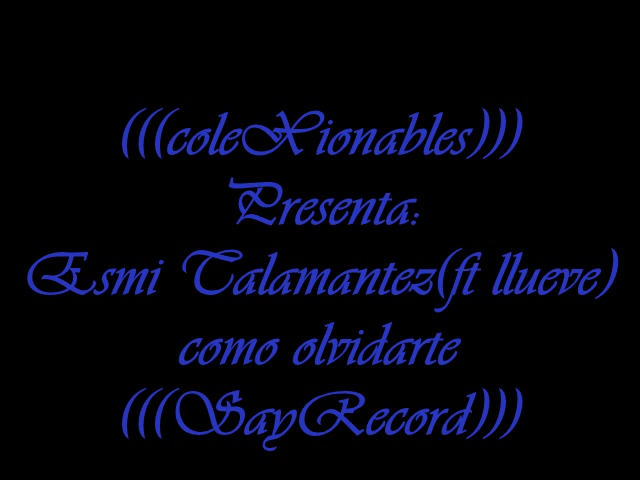 (((coleXionables)))
Presenta:
Esmi Talamantez(ft llueve)
como olvidarte
(((SayRecord)))